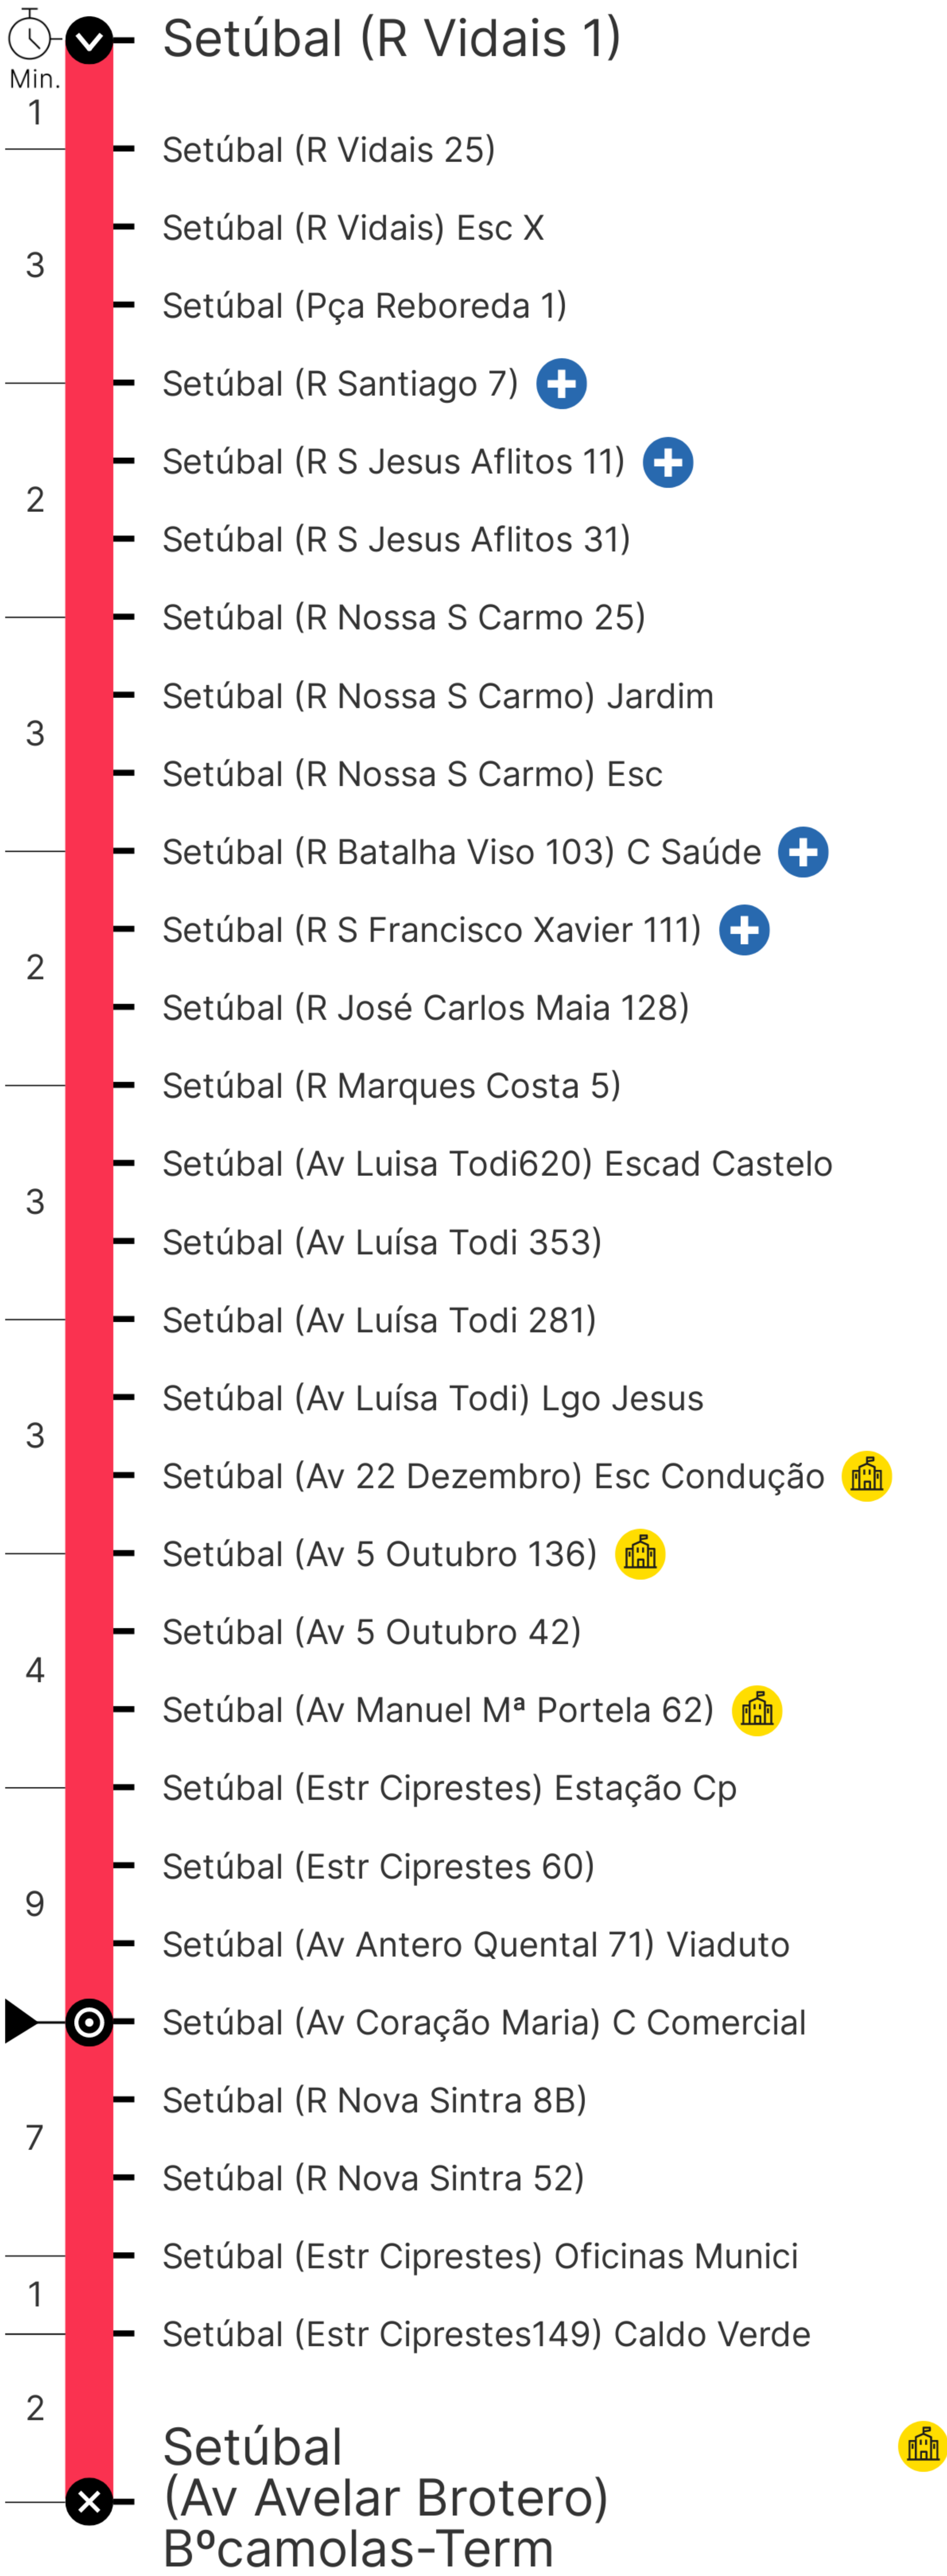 Setúbal (R Vidais 1)
Min.
1
Setúbal (R Vidais 25)
Setúbal (R Vidais) Esc X
3
Setúbal (Pça Reboreda 1)
Setúbal (R Santiago 7)
Setúbal (R S Jesus Aflitos 11)
2
Setúbal (R S Jesus Aflitos 31)
Setúbal (R Nossa S Carmo 25)
Setúbal (R Nossa S Carmo) Jardim
3
Setúbal (R Nossa S Carmo) Esc
Setúbal (R Batalha Viso 103) C Saúde
Setúbal (R S Francisco Xavier 111)
2
Setúbal (R José Carlos Maia 128)
Setúbal (R Marques Costa 5)
Setúbal (Av Luisa Todi620) Escad Castelo
3
Setúbal (Av Luísa Todi 353)
Setúbal (Av Luísa Todi 281)
Setúbal (Av Luísa Todi) Lgo Jesus
3
Setúbal (Av 22 Dezembro) Esc Condução
Setúbal (Av 5 Outubro 136)
Setúbal (Av 5 Outubro 42)
4
Setúbal (Av Manuel Mª Portela 62)
Setúbal (Estr Ciprestes) Estação Cp
Setúbal (Estr Ciprestes 60)
9
Setúbal (Av Antero Quental 71) Viaduto
Setúbal (Av Coração Maria) C Comercial
Setúbal (R Nova Sintra 8B)
7
Setúbal (R Nova Sintra 52)
Setúbal (Estr Ciprestes) Oficinas Munici
1
Setúbal (Estr Ciprestes149) Caldo Verde
2
Setúbal
(Av Avelar Brotero)
Bºcamolas-Term